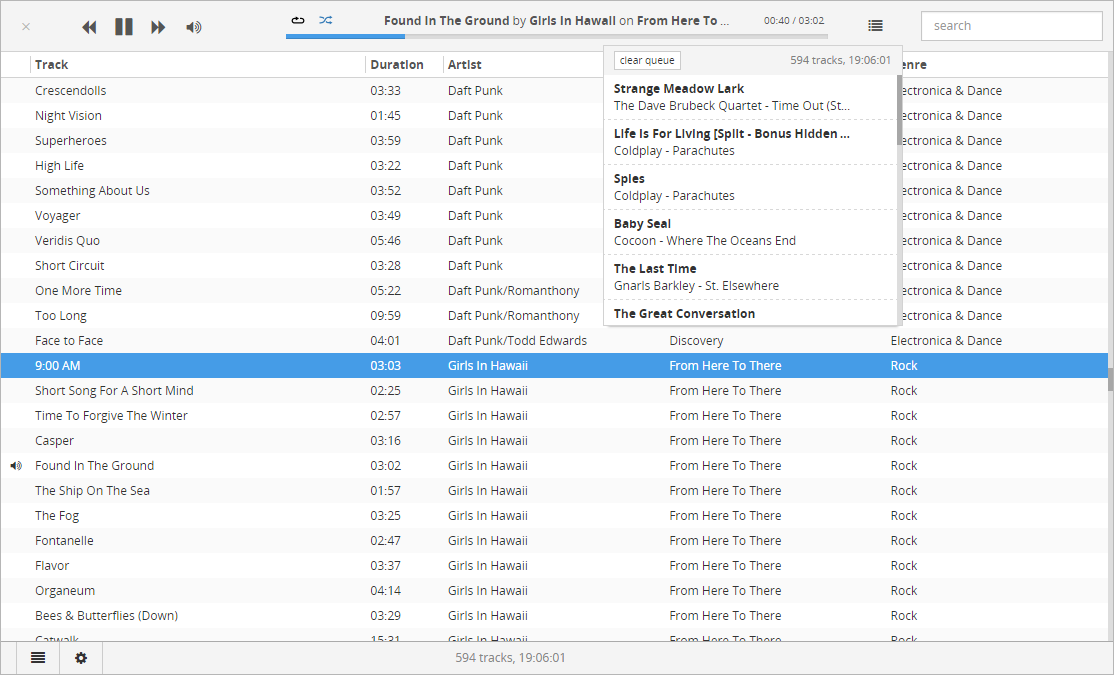 Found In The Ground by Girls In Hawaii on From Here To ...
00:40 / 03:02
search
Track Duration Artist enre
clear queue 594 tracks, 19:06:01
Strange Meadow Lark
The Dave Brubeck Quartet - Time Out (St...
Life Is For Living [Split - Bonus Hidden ...
Coldplay - Parachutes
Spies
Coldplay - Parachutes
Baby Seal
Cocoon - Where The Oceans End
The Last Time
Gnarls Barkley - St. Elsewhere
The Great Conversation
Crescendolls 03:33 Daft Punk ectronica & Dance
Night Vision 01:45 Daft Punk ectronica & Dance
Superheroes 03:59 Daft Punk ectronica & Dance
High Life 03:22 Daft Punk ectronica & Dance
Something About Us 03:52 Daft Punk ectronica & Dance
Voyager 03:49 Daft Punk ectronica & Dance
Veridis Quo 05:46 Daft Punk ectronica & Dance
Short Circuit 03:28 Daft Punk ectronica & Dance
One More Time 05:22 Daft Punk/Romanthony ectronica & Dance
Too Long 09:59 Daft Punk/Romanthony ectronica & Dance
Face to Face 04:01 Daft Punk/Todd Edwards Discovery Electronica & Dance
9:00 AM 03:03 Girls In Hawaii From Here To There Rock
Short Song For A Short Mind 02:25 Girls In Hawaii From Here To There Rock
Time To Forgive The Winter 02:57 Girls In Hawaii From Here To There Rock
Casper 03:16 Girls In Hawaii From Here To There Rock
Found In The Ground 03:02 Girls In Hawaii From Here To There Rock
The Ship On The Sea 01:57 Girls In Hawaii From Here To There Rock
The Fog 03:25 Girls In Hawaii From Here To There Rock
Fontanelle 02:47 Girls In Hawaii From Here To There Rock
Flavor 03:37 Girls In Hawaii From Here To There Rock
Organeum 04:14 Girls In Hawaii From Here To There Rock
Bees & Butterflies (Down) 03:29 Girls In Hawaii From Here To There Rock
Catwalk 15:31 Girls In Hawaii From Here To There Rock
594 tracks, 19:06:01